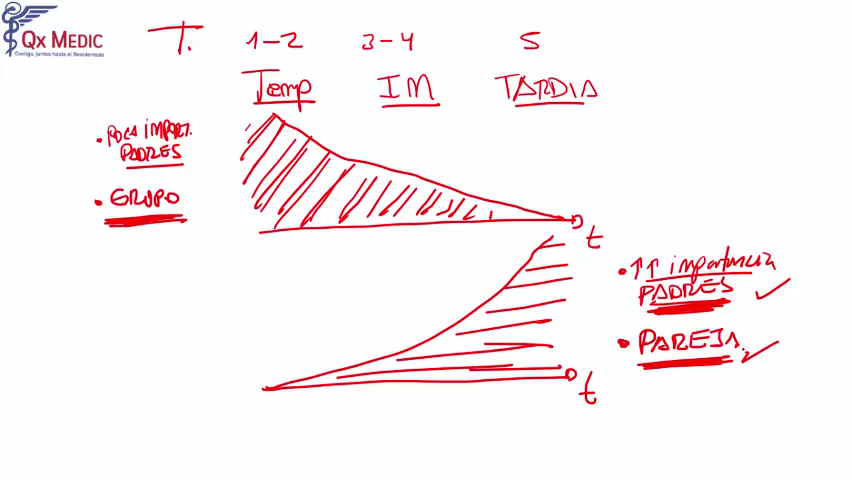 Qx MEDIC
Contigo, juntos hasta el Residentado
T. 1-2 3-4 5
Temp IM TARDIA
• POCA IMPORT.
PADRES
• GRUPO
t
• ↑↑ importancia
PADRES ✓
• PAREJA. ✓
t